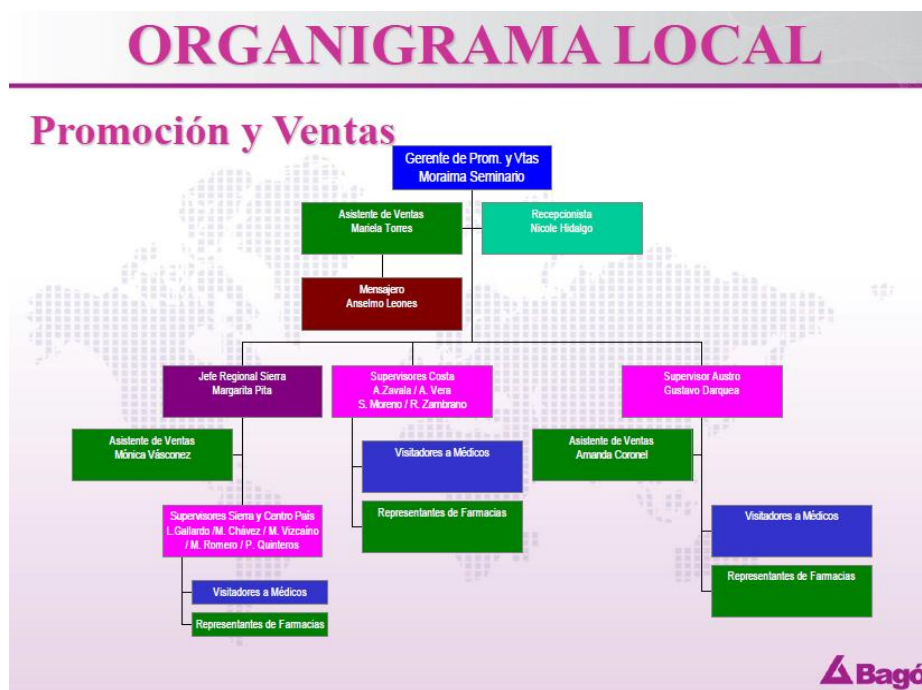 ORGANIGRAMA LOCAL
Promoción y Ventas
Gerente de Prom. y Vtas
Moraima Seminario
Asistente de Ventas
Mariela Torres
Recepcionista
Nicole Hidalgo
Mensajero
Anselmo Leones
Jefe Regional Sierra
Margarita Pita
Supervisores Costa
A.Zavala / A. Vera
S. Moreno / R. Zambrano
Supervisor Austro
Gustavo Darquea
Asistente de Ventas
Mónica Vásconez
Visitadores a Médicos
Asistente de Ventas
Amanda Coronel
Representantes de Farmacias
Supervisores Sierra y Centro País
L.Gallardo /M. Chávez / M. Vizcaíno
/ M. Romero / P. Quinteros
Visitadores a Médicos
Representantes de Farmacias
Visitadores a Médicos
Representantes de Farmacias
Bagó